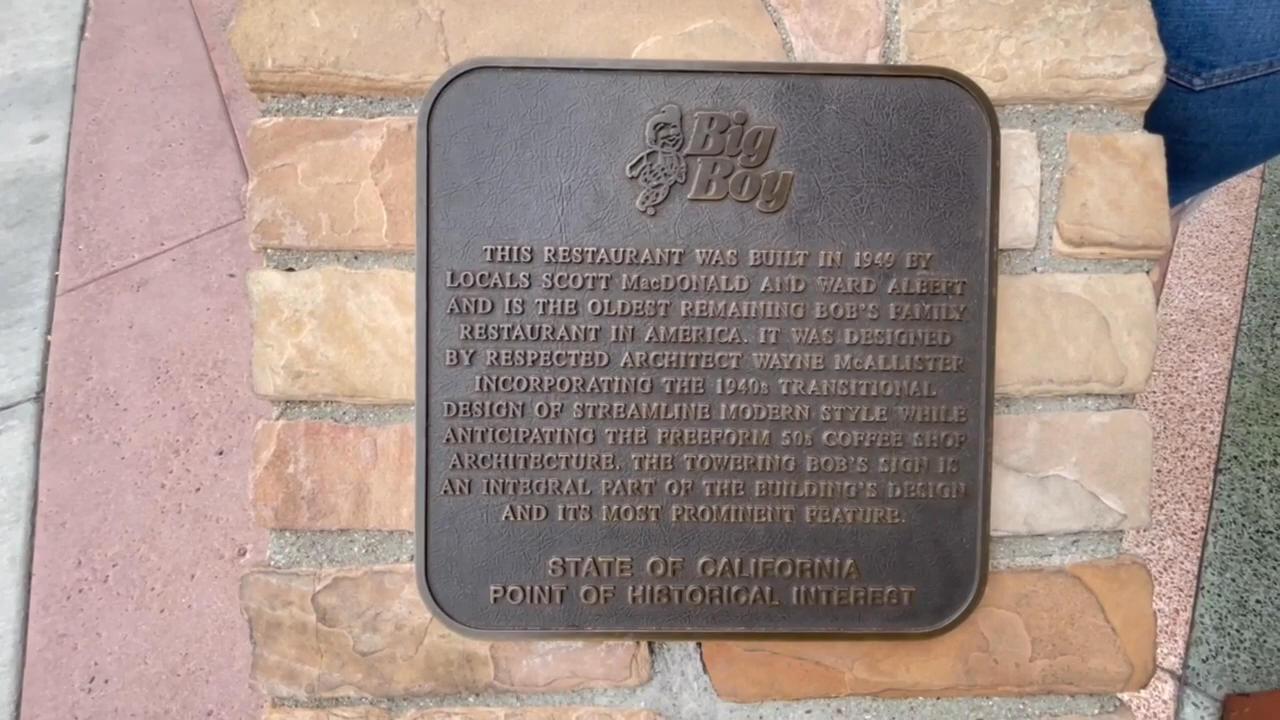 Big
Boy
THIS RESTAURANT WAS BUILT IN 1949 BY
LOCALS SCOTT MacDONALD AND WARD ALBERT
AND IS THE OLDEST REMAINING BOB'S FAMILY
RESTAURANT IN AMERICA. IT WAS DESIGNED
BY RESPECTED ARCHITECT WAYNE McALLISTER
INCORPORATING THE 1940s TRANSITIONAL
DESIGN OF STREAMLINE MODERN STYLE WHILE
ANTICIPATING THE FREEFORM 50s COFFEE SHOP
ARCHITECTURE. THE TOWERING BOB'S SIGN IS
AN INTEGRAL PART OF THE BUILDING'S DESIGN
AND ITS MOST PROMINENT FEATURE.
STATE OF CALIFORNIA
POINT OF HISTORICAL INTEREST